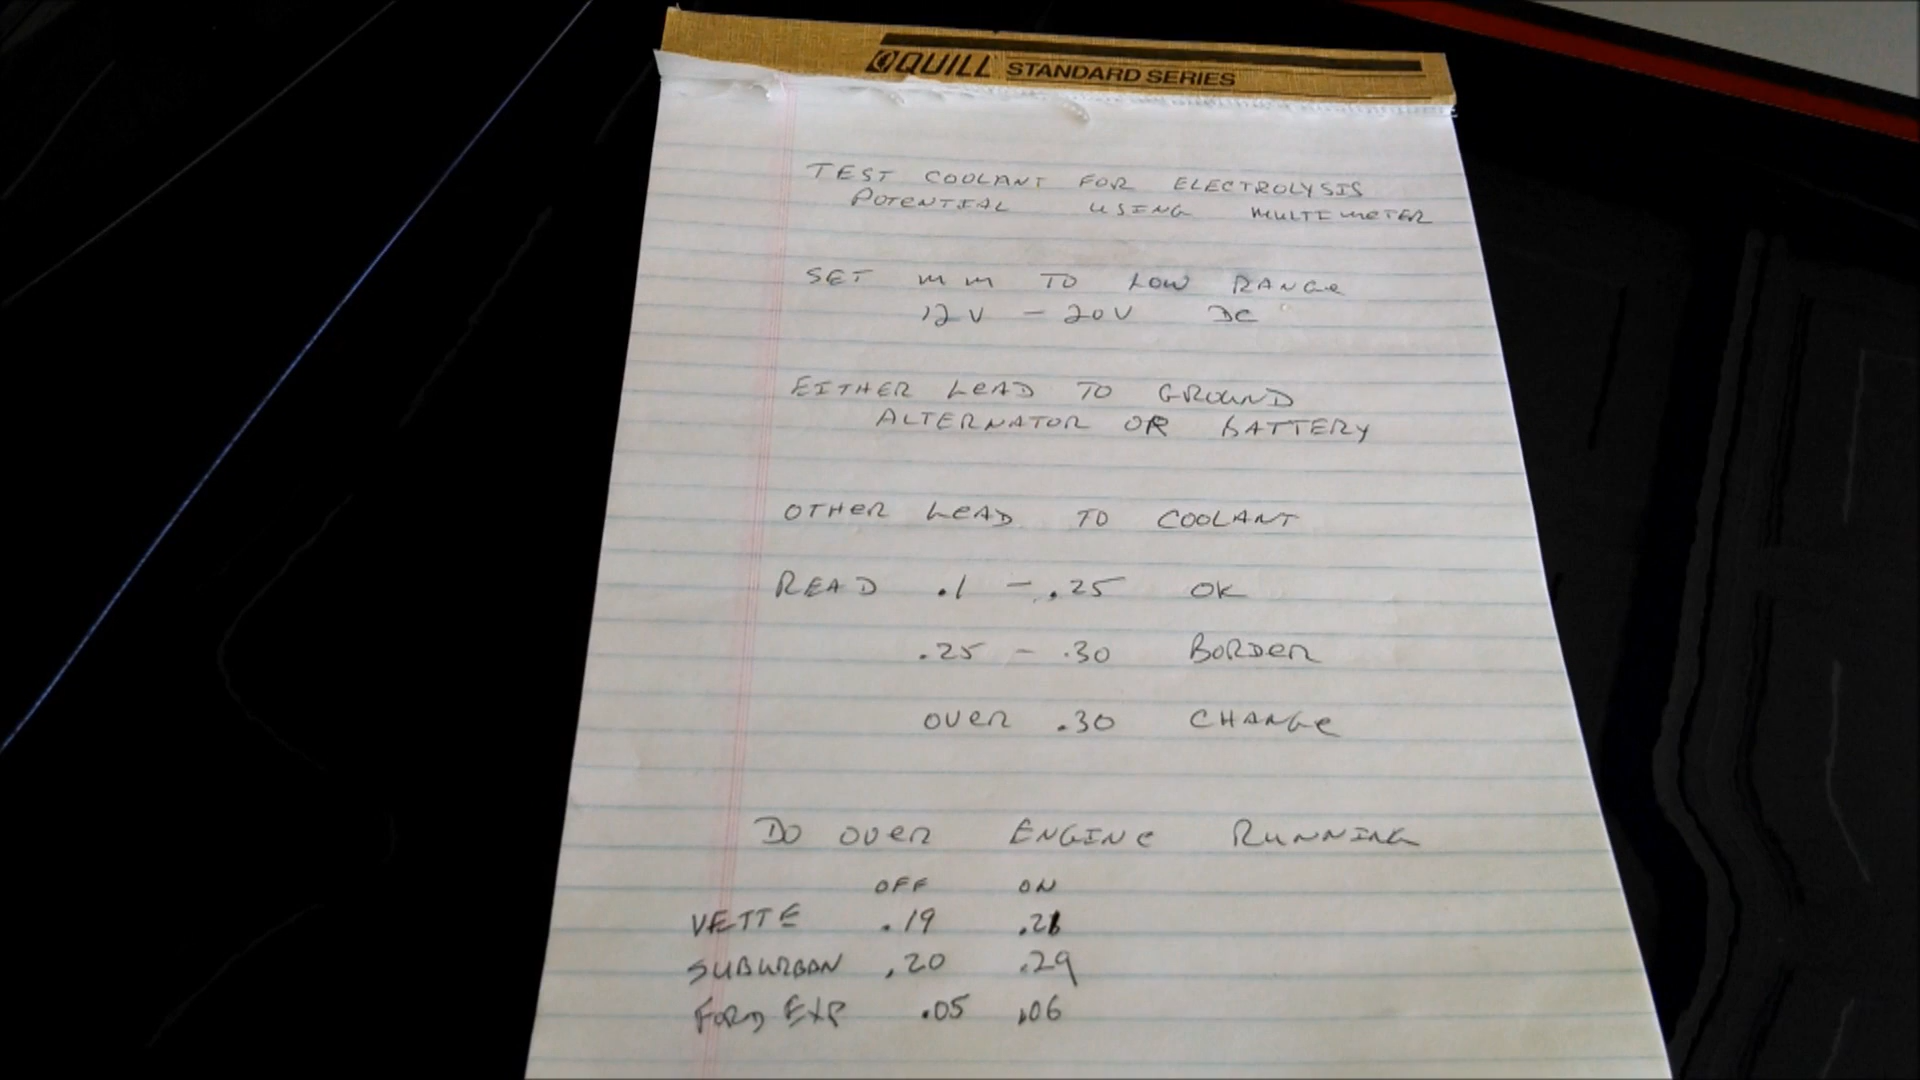 QUILL STANDARD SERIES
TEST COOLANT FOR ELECTROLYSIS
POTENTIAL USING MULTIMETER
SET MM TO LOW RANGE
12V - 20V DC
EITHER LEAD TO GROUND
ALTERNATOR OR BATTERY
OTHER LEAD TO COOLANT
READ .1 - .25 OK
.25 - .30 BORDER
OVER .30 CHANGE
DO OVER ENGINE RUNNING
OFF ON
VETTE .19 .21
SUBURBAN .20 .29
FORD EXP .05 .06